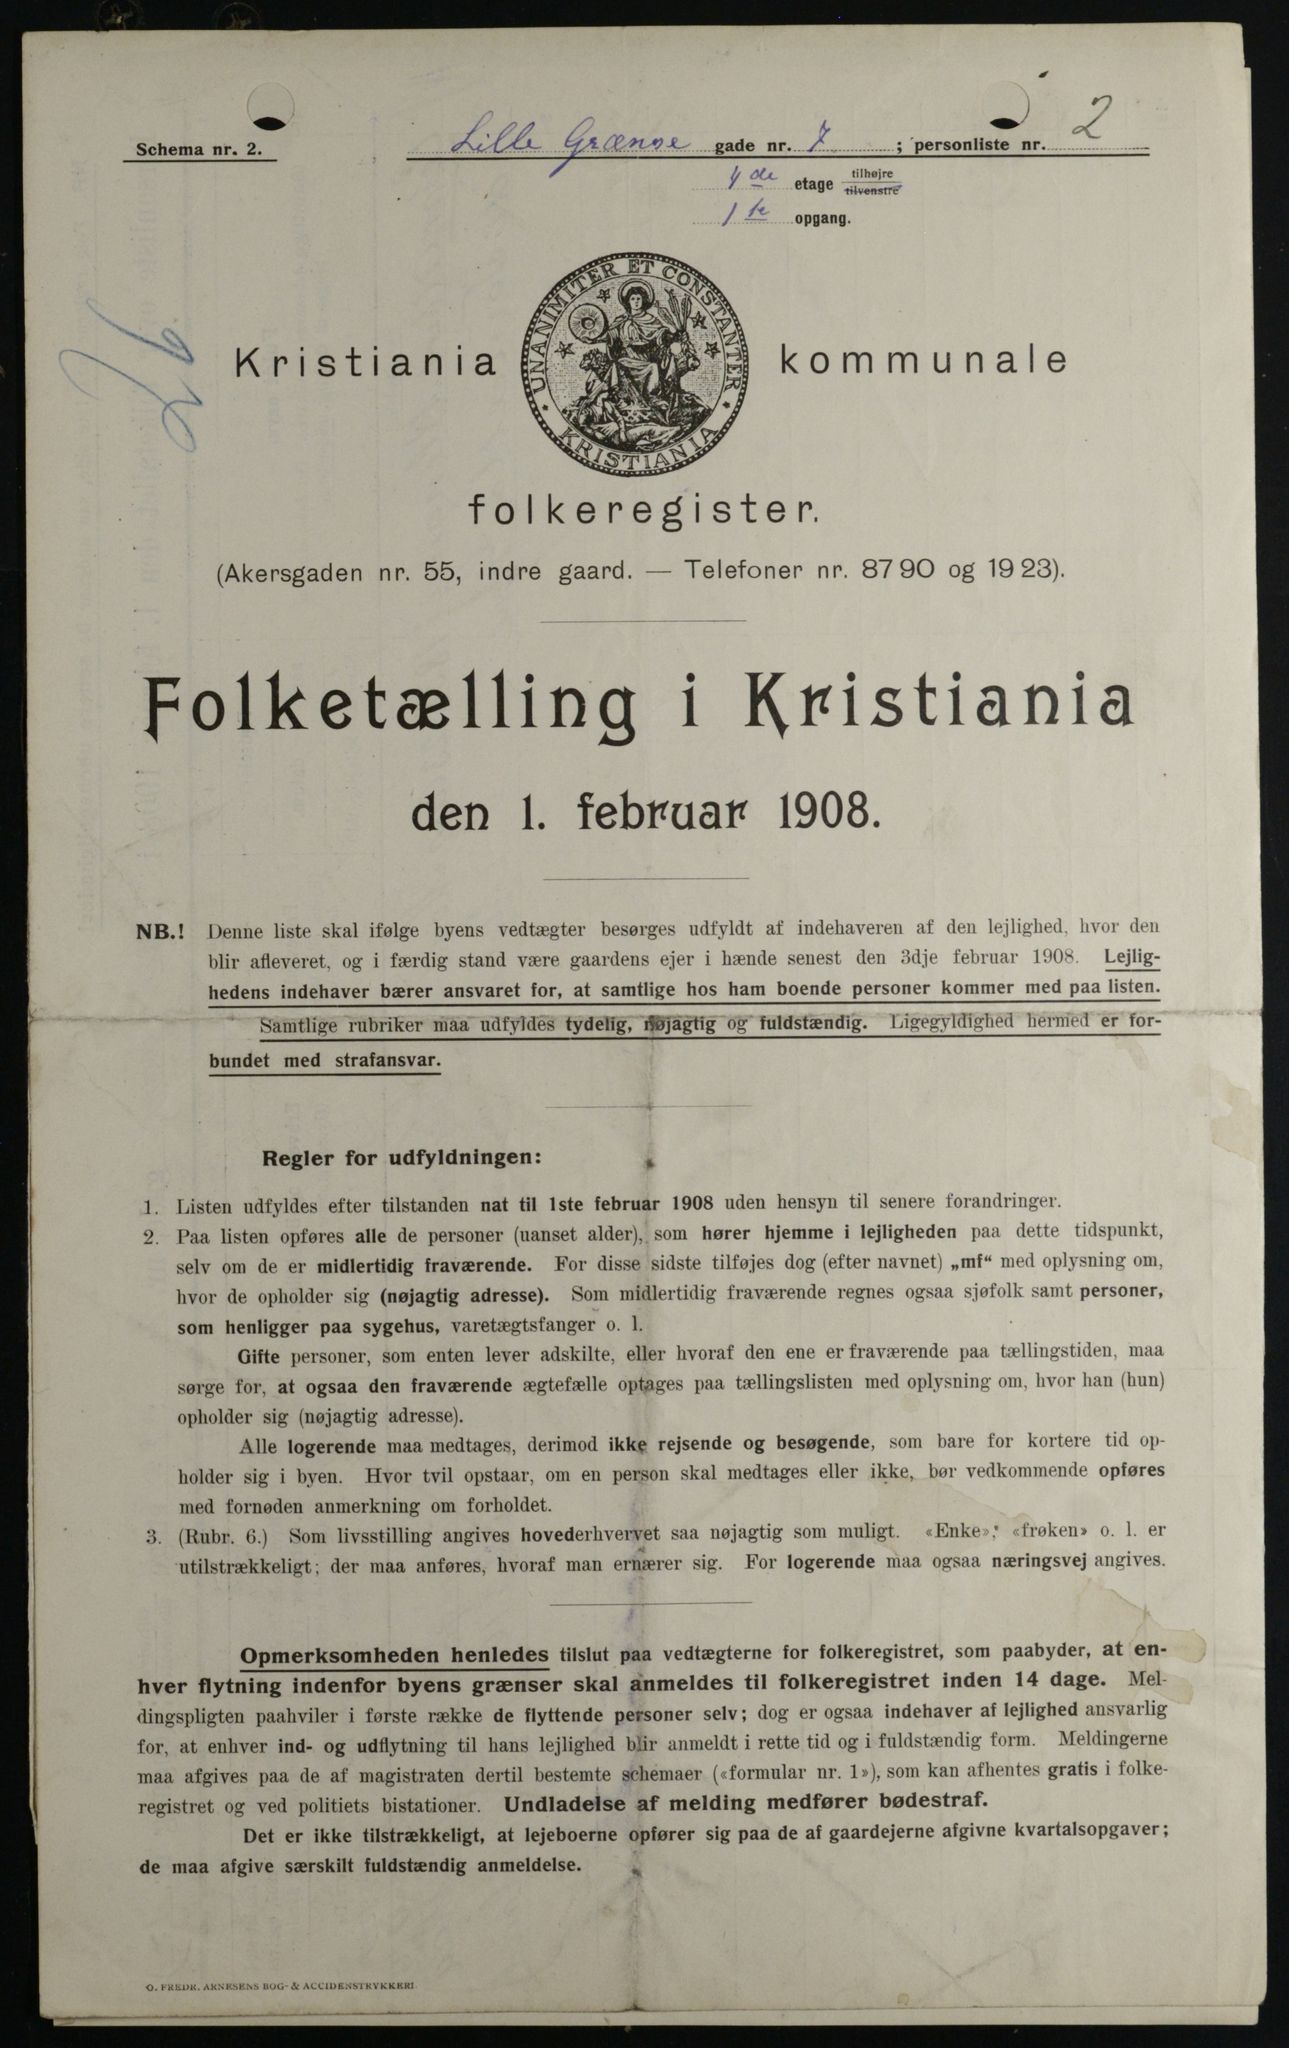 Schema nr. 2.
Lille Grænse gade nr. 7 ; personliste nr. 2
4de etage tilhøjre
tilvenstre
1ste opgang.
UNANIMITER ET CONSTANTER
KRISTIANIA
Kristiania kommunale
folkeregister.
(Akersgaden nr. 55, indre gaard. — Telefoner nr. 8790 og 1923).
Folketælling i Kristiania
den 1. februar 1908.
NB.! Denne liste skal ifølge byens vedtægter besørges udfyldt af indehaveren af den lejlighed, hvor den
blir afleveret, og i færdig stand være gaardens ejer i hænde senest den 3dje februar 1908. Lejlig-
hedens indehaver bærer ansvaret for, at samtlige hos ham boende personer kommer med paa listen.
Samtlige rubriker maa udfyldes tydelig, nøjagtig og fuldstændig. Ligegyldighed hermed er for-
bundet med strafansvar.
Regler for udfyldningen:
1. Listen udfyldes efter tilstanden nat til 1ste februar 1908 uden hensyn til senere forandringer.
2. Paa listen opføres alle de personer (uanset alder), som hører hjemme i lejligheden paa dette tidspunkt,
selv om de er midlertidig fraværende. For disse sidste tilføjes dog (efter navnet) „mf“ med oplysning om,
hvor de opholder sig (nøjagtig adresse). Som midlertidig fraværende regnes ogsaa sjøfolk samt personer,
som henligger paa sygehus, varetægtsfanger o. l.
Gifte personer, som enten lever adskilte, eller hvoraf den ene er fraværende paa tællingstiden, maa
sørge for, at ogsaa den fraværende ægtefælle optages paa tællingslisten med oplysning om, hvor han (hun)
opholder sig (nøjagtig adresse).
Alle logerende maa medtages, derimod ikke rejsende og besøgende, som bare for kortere tid op-
holder sig i byen. Hvor tvil opstaar, om en person skal medtages eller ikke, bør vedkommende opføres
med fornøden anmerkning om forholdet.
3. (Rubr. 6.) Som livsstilling angives hovederhvervet saa nøjagtig som muligt. «Enke», «frøken» o. l. er
utilstrækkeligt; der maa anføres, hvoraf man ernærer sig. For logerende maa ogsaa næringsvej angives.
Opmerksomheden henledes tilslut paa vedtægterne for folkeregistret, som paabyder, at en-
hver flytning indenfor byens grænser skal anmeldes til folkeregistret inden 14 dage. Mel-
dingspligten paahviler i første række de flyttende personer selv; dog er ogsaa indehaver af lejlighed ansvarlig
for, at enhver ind- og udflytning til hans lejlighed blir anmeldt i rette tid og i fuldstændig form. Meldingerne
maa afgives paa de af magistraten dertil bestemte schemaer («formular nr. 1»), som kan afhentes gratis i folke-
registret og ved politiets bistationer. Undladelse af melding medfører bødestraf.
Det er ikke tilstrækkeligt, at lejeboerne opfører sig paa de af gaardejerne afgivne kvartalsopgaver;
de maa afgive særskilt fuldstændig anmeldelse.
O. FREDR. ARNESENS BOG- & ACCIDENSTRYKKERI